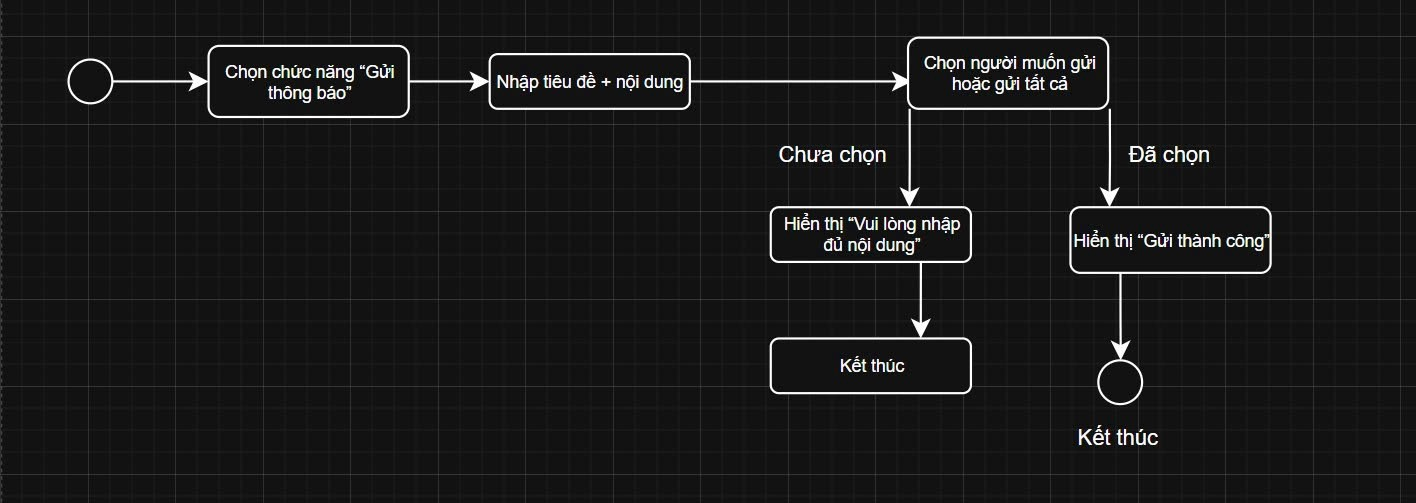 Chọn chức năng “Gửi
thông báo”
Nhập tiêu đề + nội dung
Chọn người muốn gửi
hoặc gửi tất cả
Chưa chọn
Đã chọn
Hiển thị “Vui lòng nhập
đủ nội dung”
Hiển thị “Gửi thành công”
Kết thúc
Kết thúc